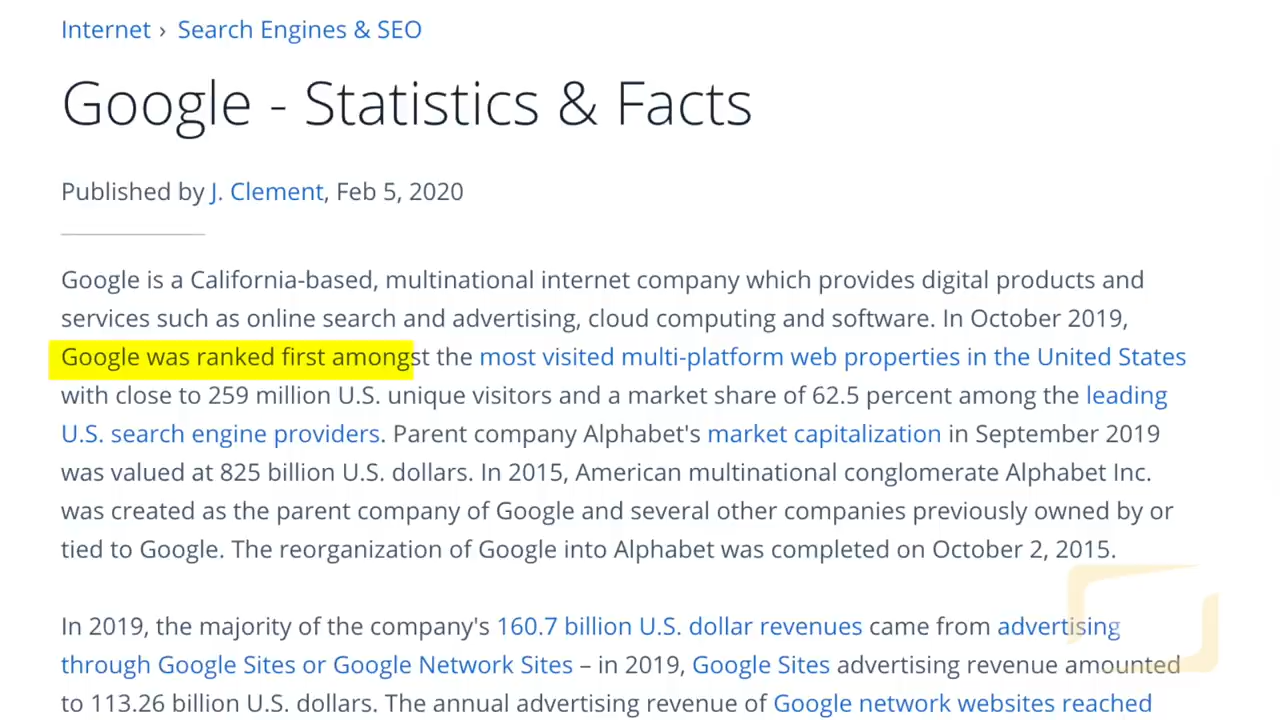 Internet › Search Engines & SEO
Google - Statistics & Facts
Published by J. Clement, Feb 5, 2020
Google is a California-based, multinational internet company which provides digital products and
services such as online search and advertising, cloud computing and software. In October 2019,
Google was ranked first amongst the most visited multi-platform web properties in the United States
with close to 259 million U.S. unique visitors and a market share of 62.5 percent among the leading
U.S. search engine providers. Parent company Alphabet's market capitalization in September 2019
was valued at 825 billion U.S. dollars. In 2015, American multinational conglomerate Alphabet Inc.
was created as the parent company of Google and several other companies previously owned by or
tied to Google. The reorganization of Google into Alphabet was completed on October 2, 2015.
In 2019, the majority of the company's 160.7 billion U.S. dollar revenues came from advertising
through Google Sites or Google Network Sites – in 2019, Google Sites advertising revenue amounted
to 113.26 billion U.S. dollars. The annual advertising revenue of Google network websites reached